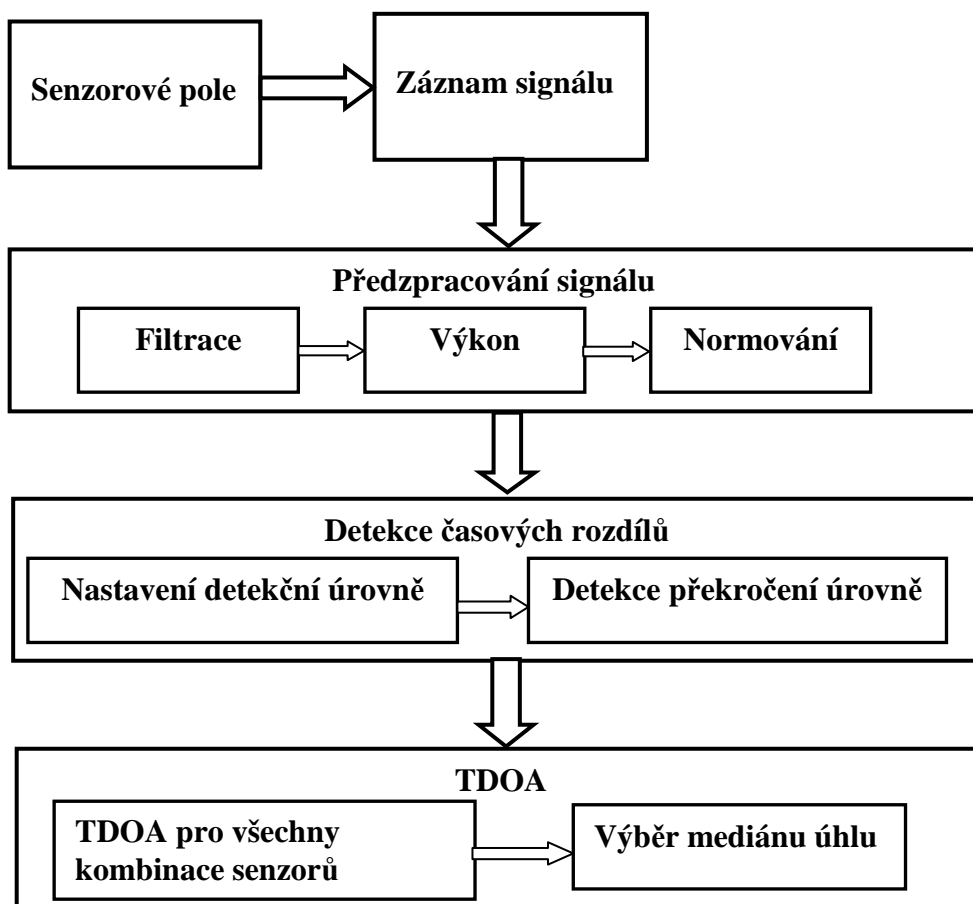 Senzorové pole
Záznam signálu
Předzpracování signálu
Filtrace
Výkon
Normování
Detekce časových rozdílů
Nastavení detekční úrovně
Detekce překročení úrovně
TDOA
TDOA pro všechny
kombinace senzorů
Výběr mediánu úhlu